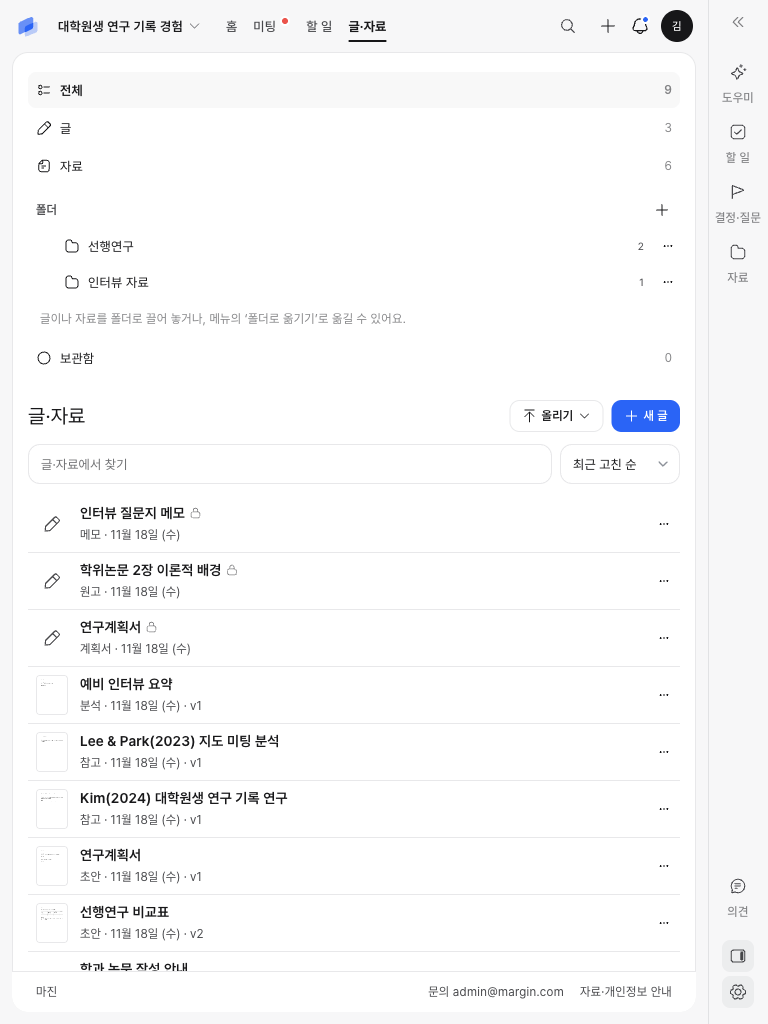 대학원생 연구 기록 경험
홈 미팅 할 일 글·자료
김
전체 9
글 3
자료 6
폴더
선행연구 2
인터뷰 자료 1
글이나 자료를 폴더로 끌어 놓거나, 메뉴의 ‘폴더로 옮기기’로 옮길 수 있어요.
보관함 0
글·자료
올리기 새 글
글·자료에서 찾기 최근 고친 순
인터뷰 질문지 메모
메모 · 11월 18일 (수)
학위논문 2장 이론적 배경
원고 · 11월 18일 (수)
연구계획서
계획서 · 11월 18일 (수)
예비 인터뷰 요약
분석 · 11월 18일 (수) · v1
Lee & Park(2023) 지도 미팅 분석
참고 · 11월 18일 (수) · v1
Kim(2024) 대학원생 연구 기록 연구
참고 · 11월 18일 (수) · v1
연구계획서
초안 · 11월 18일 (수) · v1
선행연구 비교표
초안 · 11월 18일 (수) · v2
학과 논문 작성 안내
마진 문의 admin@margin.com 자료·개인정보 안내
도우미
할 일
결정·질문
자료
의견